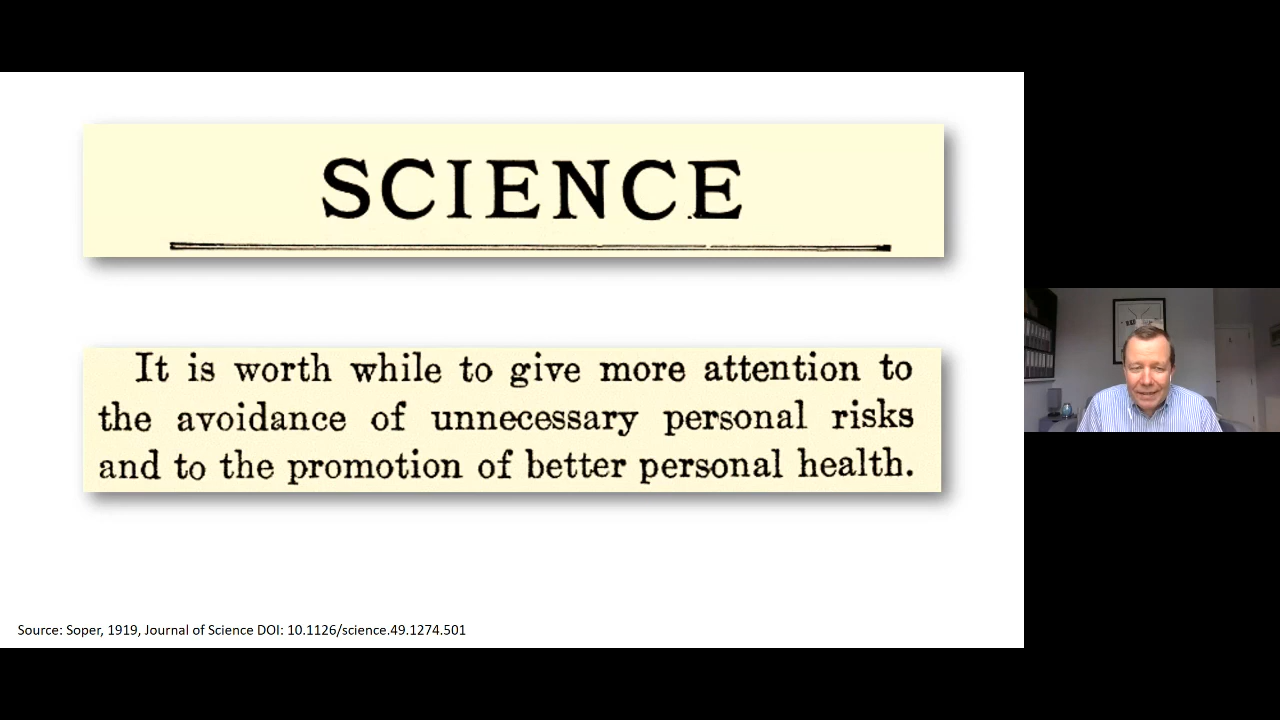 SCIENCE
It is worth while to give more attention to
the avoidance of unnecessary personal risks
and to the promotion of better personal health.
Source: Soper, 1919, Journal of Science DOI: 10.1126/science.49.1274.501